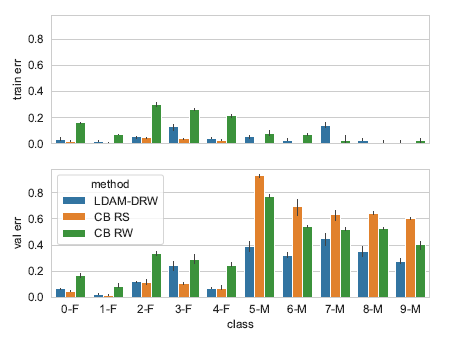 0.8
0.6
0.4
0.2
0.0
train err
0.8
0.6
0.4
0.2
0.0
val err
method
LDAM-DRW
CB RS
CB RW
0-F 1-F 2-F 3-F 4-F 5-M 6-M 7-M 8-M 9-M
class